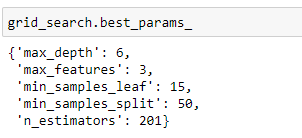 grid_search.best_params_
{'max_depth': 6,
'max_features': 3,
'min_samples_leaf': 15,
'min_samples_split': 50,
'n_estimators': 201}